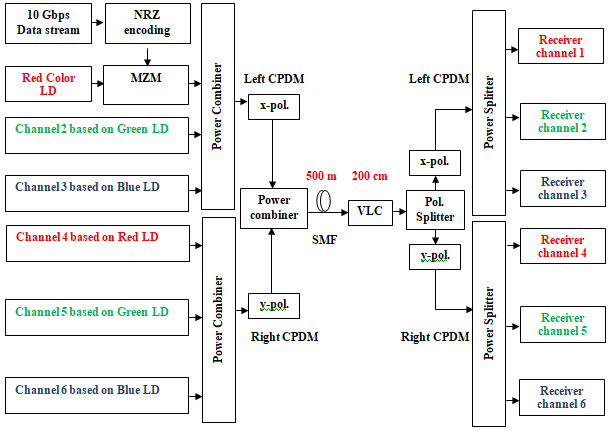 10 Gbps
Data stream
NRZ
encoding
Red Color
LD
MZM
Channel 2 based on Green LD
Channel 3 based on Blue LD
Channel 4 based on Red LD
Channel 5 based on Green LD
Channel 6 based on Blue LD
Power Combiner
Power Combiner
Left CPDM
x-pol.
Power
combiner
y-pol.
Right CPDM
500 m
SMF
200 cm
VLC
Left CPDM
x-pol.
Pol.
Splitter
y-pol.
Right CPDM
Power Splitter
Power Splitter
Receiver
channel 1
Receiver
channel 2
Receiver
channel 3
Receiver
channel 4
Receiver
channel 5
Receiver
channel 6